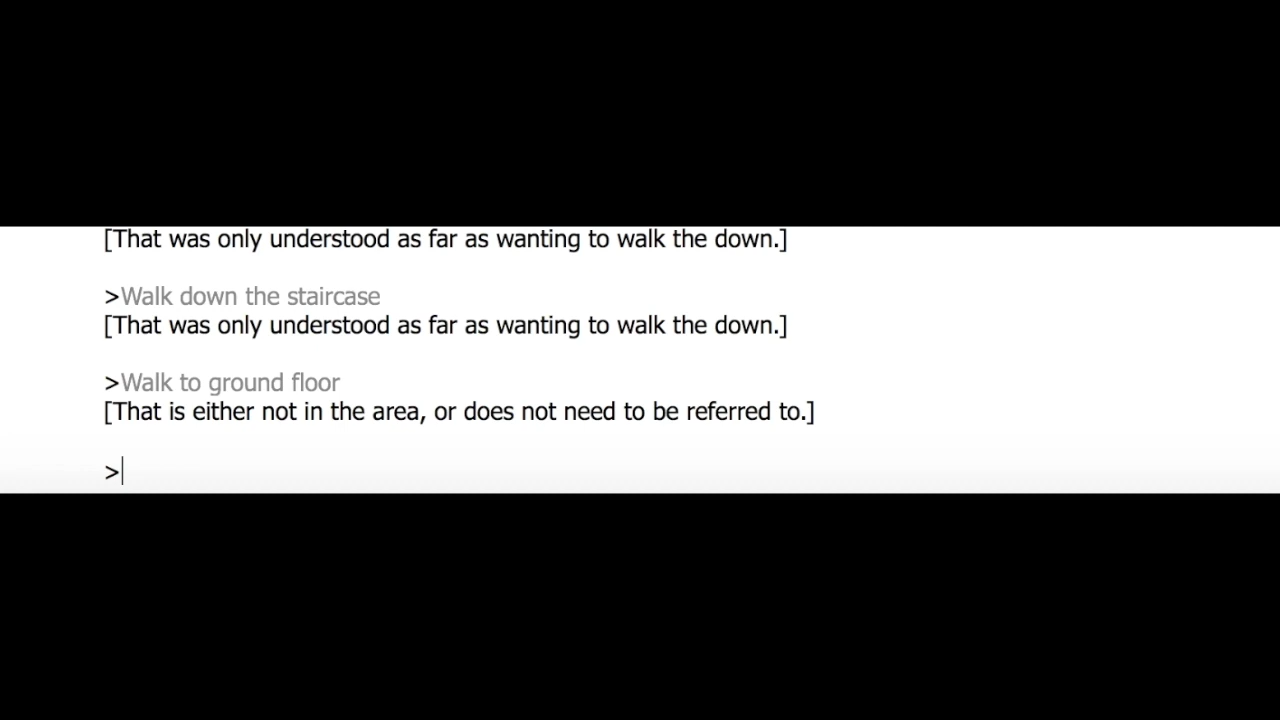 [That was only understood as far as wanting to walk the down.]
>Walk down the staircase
[That was only understood as far as wanting to walk the down.]
>Walk to ground floor
[That is either not in the area, or does not need to be referred to.]
>